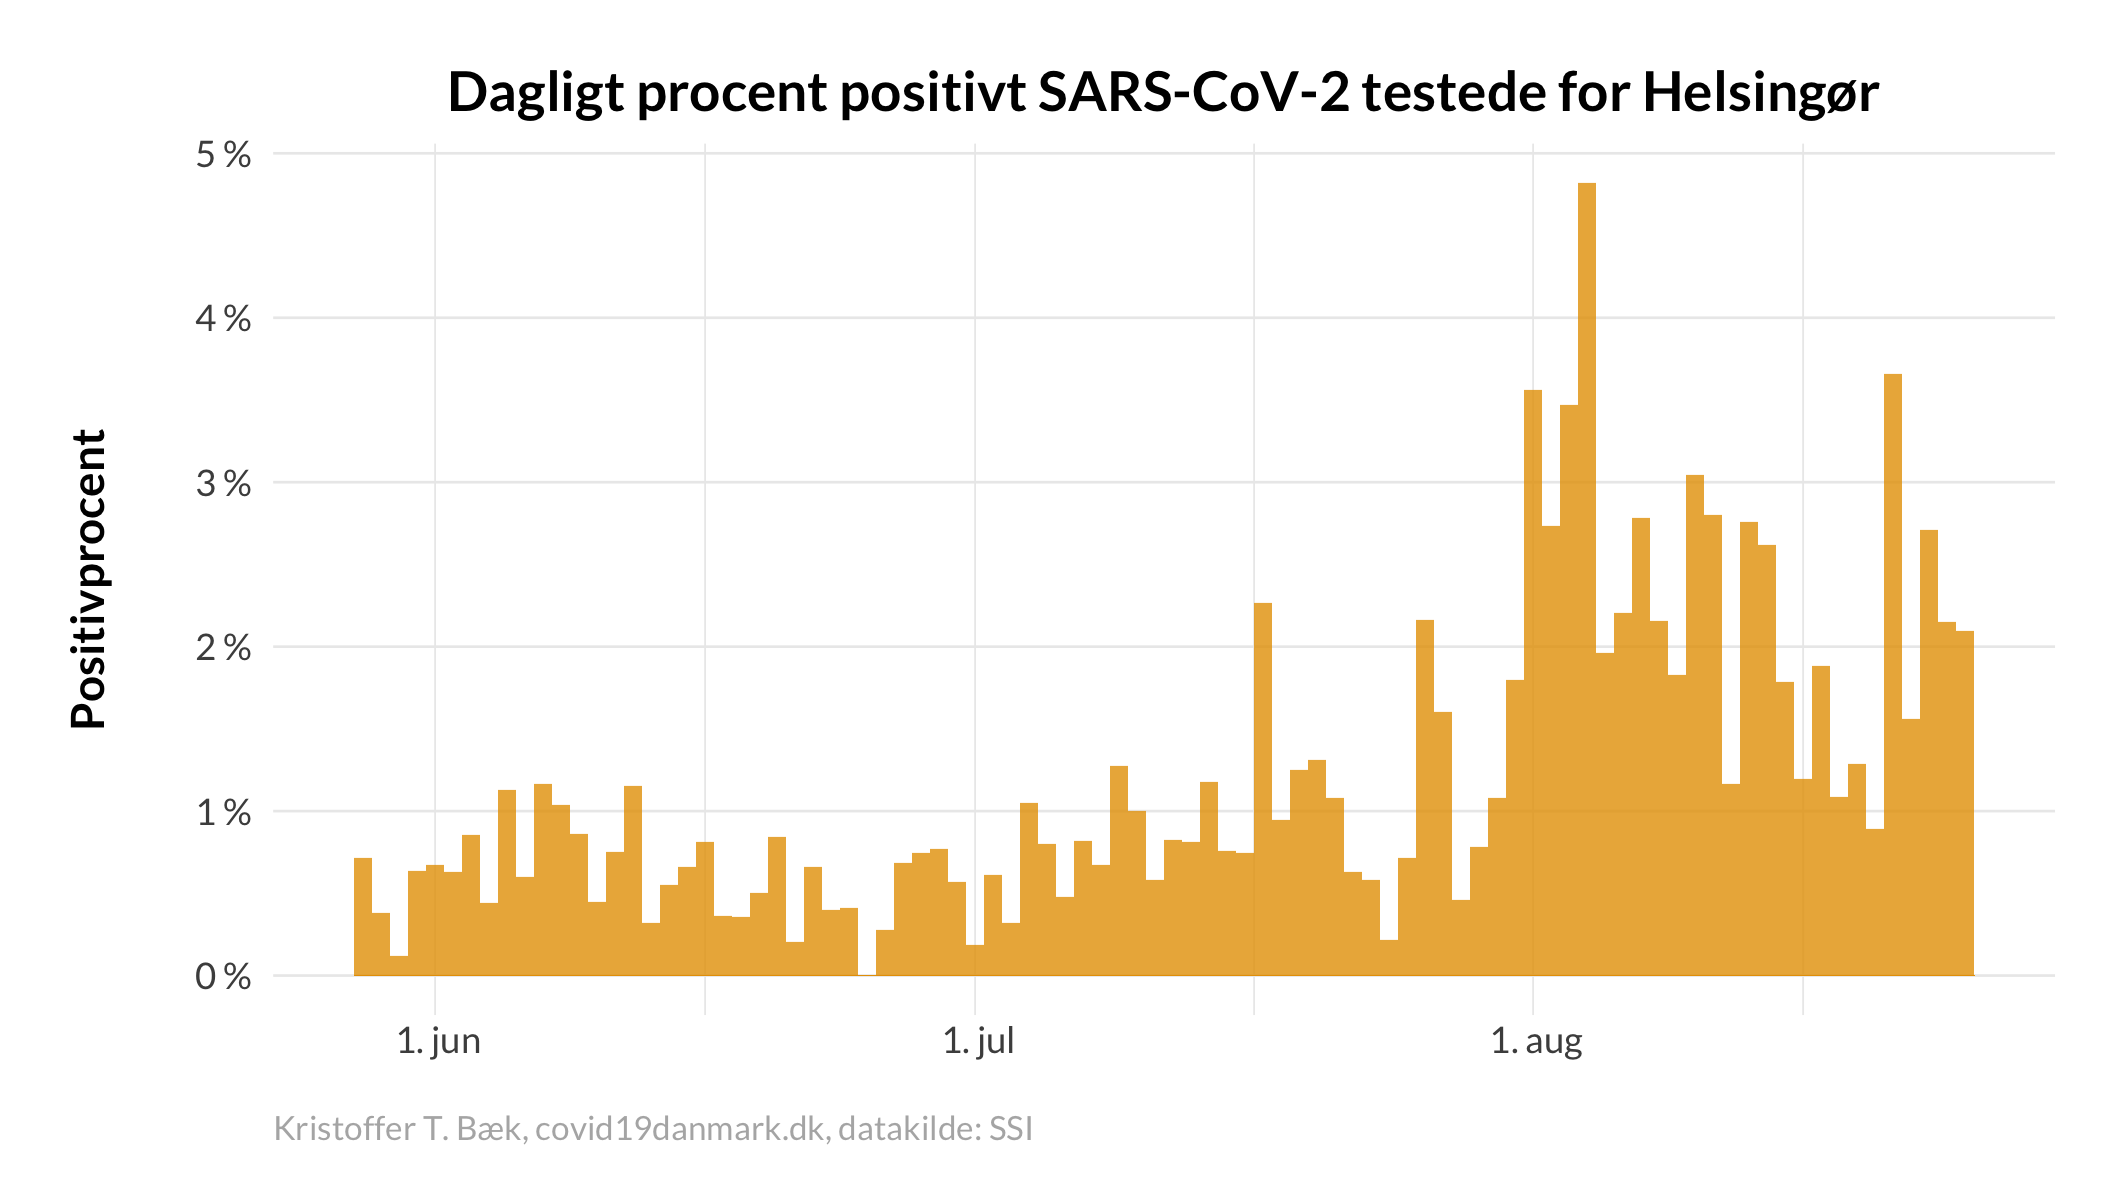 Dagligt procent positivt SARS-CoV-2 testede for Helsingør
5 %
4 %
3 %
2 %
1 %
0 %
Positivprocent
1. jun
1. jul
1. aug
Kristoffer T. Bæk, covid19danmark.dk, datakilde: SSI